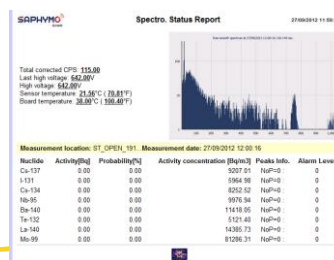 SAPHYMO
Spectro. Status Report
27/09/2012 11:59
Total corrected CPS: 115.00
Last high voltage: 642.00V
High voltage: 642.00V
Sensor temperature: 21.56°C ( 70.81°F)
Board temperature: 38.00°C ( 100.40°F)
Measurement location: ST_OPEN_191. Measurement date: 27/09/2012 12:00:16
Nuclide Activity[Bq] Probability[%] Activity concentration [Bq/m3] Peaks Info. Alarm Leve
Cs-137 0.00 0.00 9207.01 NoP=0 : 0
I-131 0.00 0.00 5964.98 NoP=0 : 0
Cs-134 0.00 0.00 8252.52 NoP=0 : 0
Nb-95 0.00 0.00 9976.94 NoP=0 : 0
Ba-140 0.00 0.00 11418.05 NoP=0 : 0
Te-132 0.00 0.00 5121.40 NoP=0 : 0
La-140 0.00 0.00 14385.73 NoP=0 : 0
Mo-99 0.00 0.00 81286.31 NoP=0 : 0